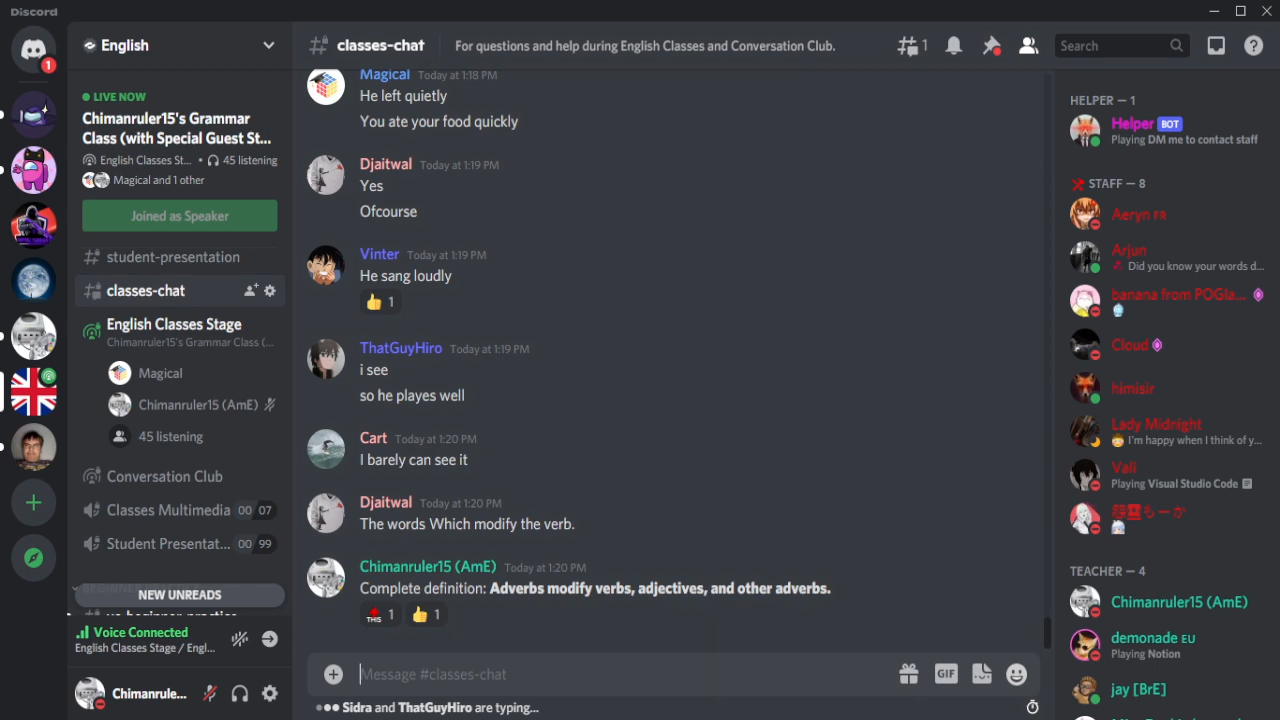 Discord
1
English
LIVE NOW
Chimanruler15's Grammar
Class (with Special Guest St...
English Classes St... • 45 listening
Magical and 1 other
Joined as Speaker
student-presentation
classes-chat
English Classes Stage
Chimanruler15's Grammar Class (...
Magical
Chimanruler15 (AmE)
45 listening
Conversation Club
Classes Multimedia 00 07
Student Presentat... 00 99
NEW UNREADS
Voice Connected
English Classes Stage / Engl...
Chimanrule...
classes-chat
For questions and help during English Classes and Conversation Club.
1
Search
Magical Today at 1:18 PM
He left quietly
You ate your food quickly
Djaitwal Today at 1:19 PM
Yes
Ofcourse
Vinter Today at 1:19 PM
He sang loudly
1
ThatGuyHiro Today at 1:19 PM
i see
so he playes well
Cart Today at 1:20 PM
I barely can see it
Djaitwal Today at 1:20 PM
The words Which modify the verb.
Chimanruler15 (AmE) Today at 1:20 PM
Complete definition: Adverbs modify verbs, adjectives, and other adverbs.
THIS 1 1
Message #classes-chat
GIF
Sidra and ThatGuyHiro are typing...
HELPER — 1
Helper BOT
Playing DM me to contact staff
STAFF — 8
Aeryn FR
Arjun
Did you know your words d...
banana from POGla...
Cloud
himisir
Lady Midnight
I'm happy when I think of y...
Vali
Playing Visual Studio Code
TEACHER — 4
Chimanruler15 (AmE)
demonade EU
Playing Notion
jay [BrE]